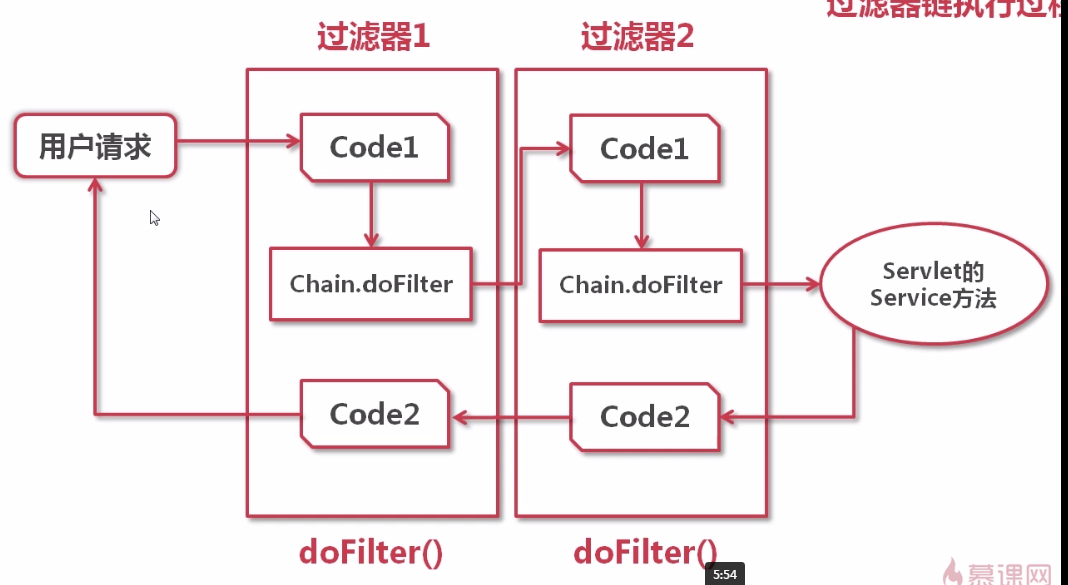 过滤器链执行过程
过滤器1
过滤器2
用户请求
Code1
Code1
Chain.doFilter
Chain.doFilter
Servlet的
Service方法
Code2
Code2
doFilter()
doFilter()
5:54
慕课网